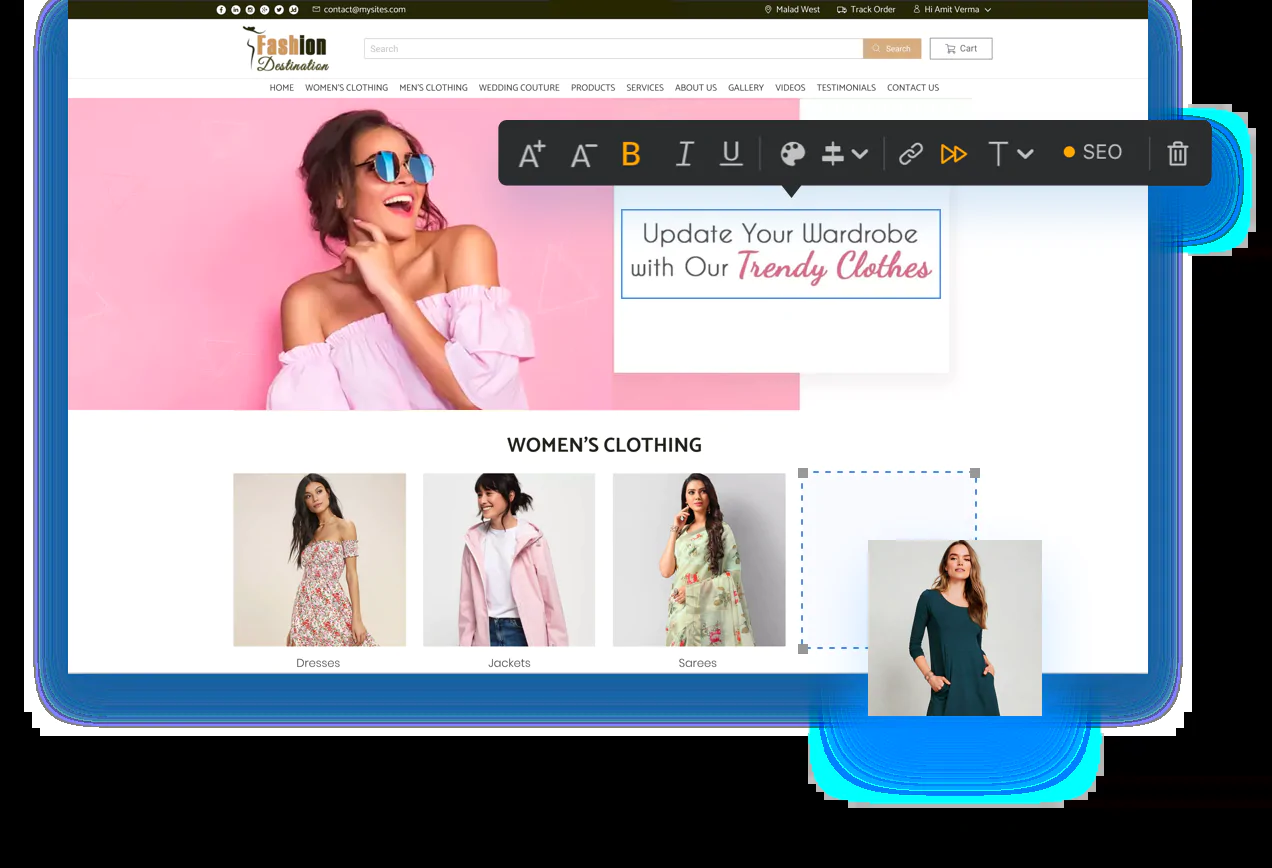 contact@mysites.com Malad West Track Order Hi Amit Verma
Fashion
Destination
Search Search Cart
HOME WOMEN'S CLOTHING MEN'S CLOTHING WEDDING COUTURE PRODUCTS SERVICES ABOUT US GALLERY VIDEOS TESTIMONIALS CONTACT US
A+ A- B I U T SEO
Update Your Wardrobe
with Our Trendy Clothes
WOMEN'S CLOTHING
Dresses Jackets Sarees